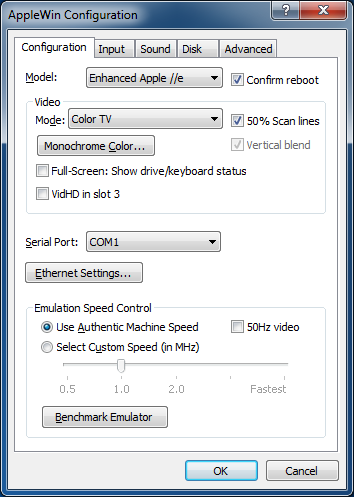 AppleWin Configuration
Configuration Input Sound Disk Advanced
Model: Enhanced Apple //e Confirm reboot
Video
Mode: Color TV 50% Scan lines
Monochrome Color... Vertical blend
Full-Screen: Show drive/keyboard status
VidHD in slot 3
Serial Port: COM1
Ethernet Settings...
Emulation Speed Control
Use Authentic Machine Speed 50Hz video
Select Custom Speed (in MHz)
0.5 1.0 2.0 Fastest
Benchmark Emulator
OK Cancel